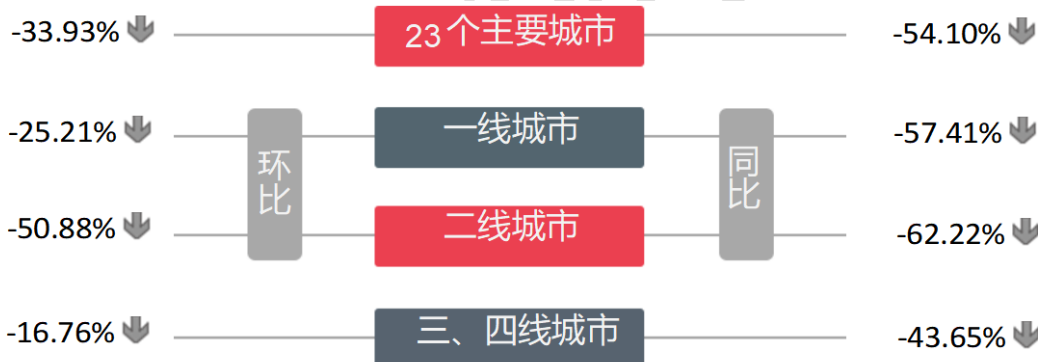 -33.93% 23个主要城市 -54.10%
-25.21% 一线城市 -57.41%
环比 同比
-50.88% 二线城市 -62.22%
-16.76% 三、四线城市 -43.65%